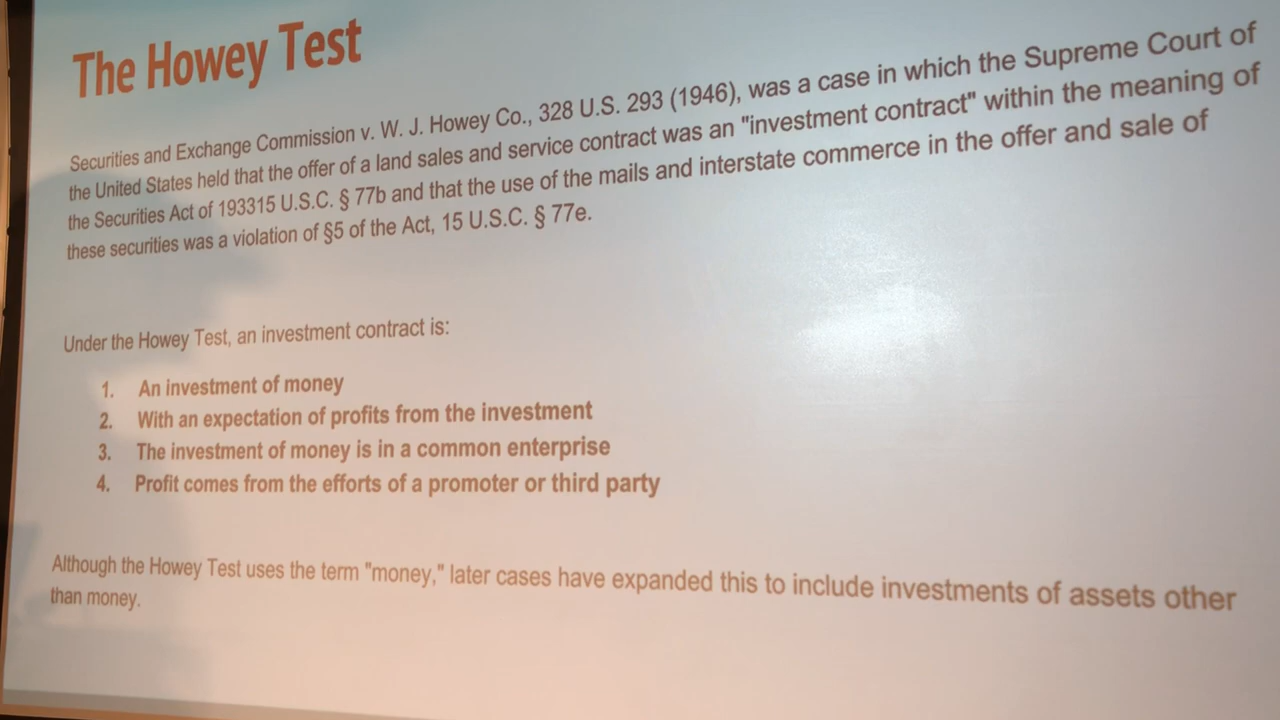 The Howey Test
Securities and Exchange Commission v. W. J. Howey Co., 328 U.S. 293 (1946), was a case in which the Supreme Court of
the United States held that the offer of a land sales and service contract was an "investment contract" within the meaning of
the Securities Act of 193315 U.S.C. § 77b and that the use of the mails and interstate commerce in the offer and sale of
these securities was a violation of §5 of the Act, 15 U.S.C. § 77e.
Under the Howey Test, an investment contract is:
1. An investment of money
2. With an expectation of profits from the investment
3. The investment of money is in a common enterprise
4. Profit comes from the efforts of a promoter or third party
Although the Howey Test uses the term "money," later cases have expanded this to include investments of assets other
than money.